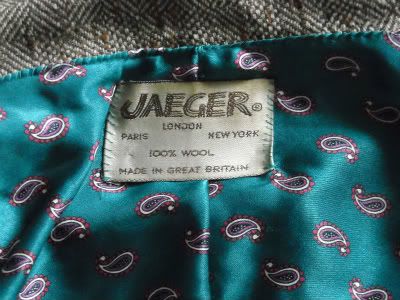 JAEGER®
LONDON
PARIS NEW YORK
100% WOOL
MADE IN GREAT BRITAIN